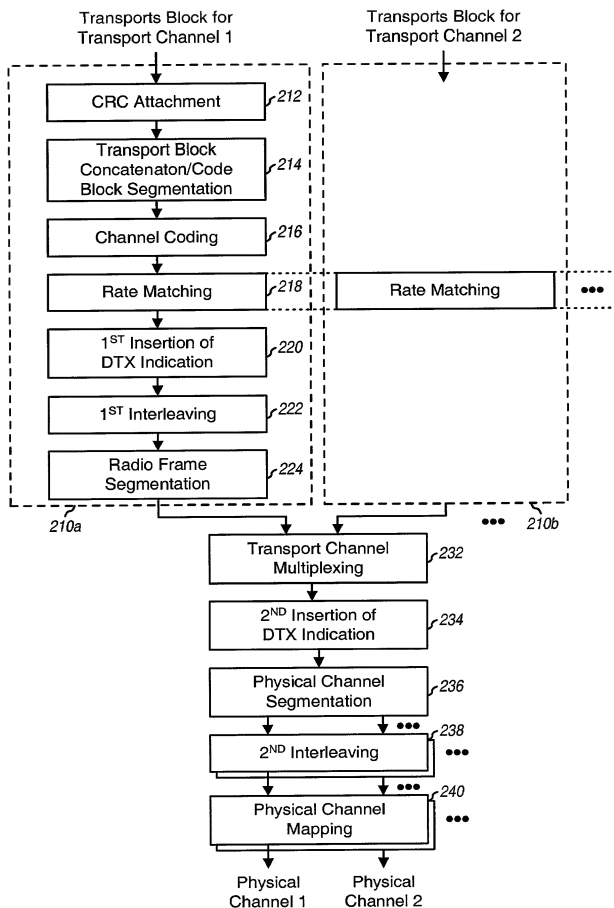 Transports Block for
Transport Channel 1
Transports Block for
Transport Channel 2
CRC Attachment
212
Transport Block
Concatenaton/Code
Block Segmentation
214
Channel Coding
216
Rate Matching
218
Rate Matching
1ST Insertion of
DTX Indication
220
1ST Interleaving
222
Radio Frame
Segmentation
224
210a
210b
Transport Channel
Multiplexing
232
2ND Insertion of
DTX Indication
234
Physical Channel
Segmentation
236
2ND Interleaving
238
Physical Channel
Mapping
240
Physical
Channel 1
Physical
Channel 2